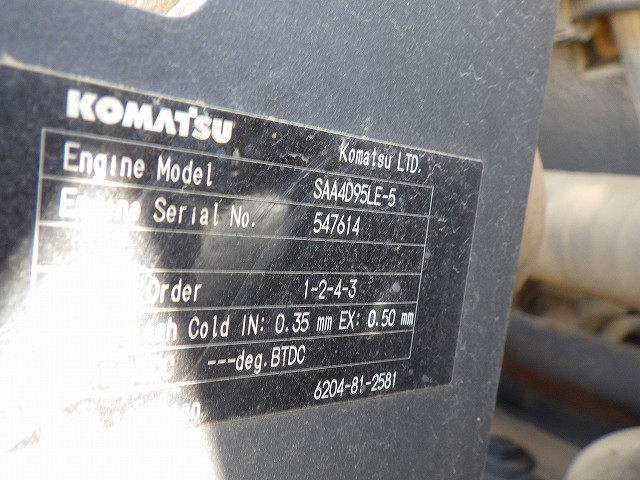 KOMATSU
Komatsu LTD.
Engine Model SAA4D95LE-5
Engine Serial No. 547614
Order 1-2-4-3
Cold IN: 0.35 mm EX: 0.50 mm
---deg.BTDC
6204-81-2581